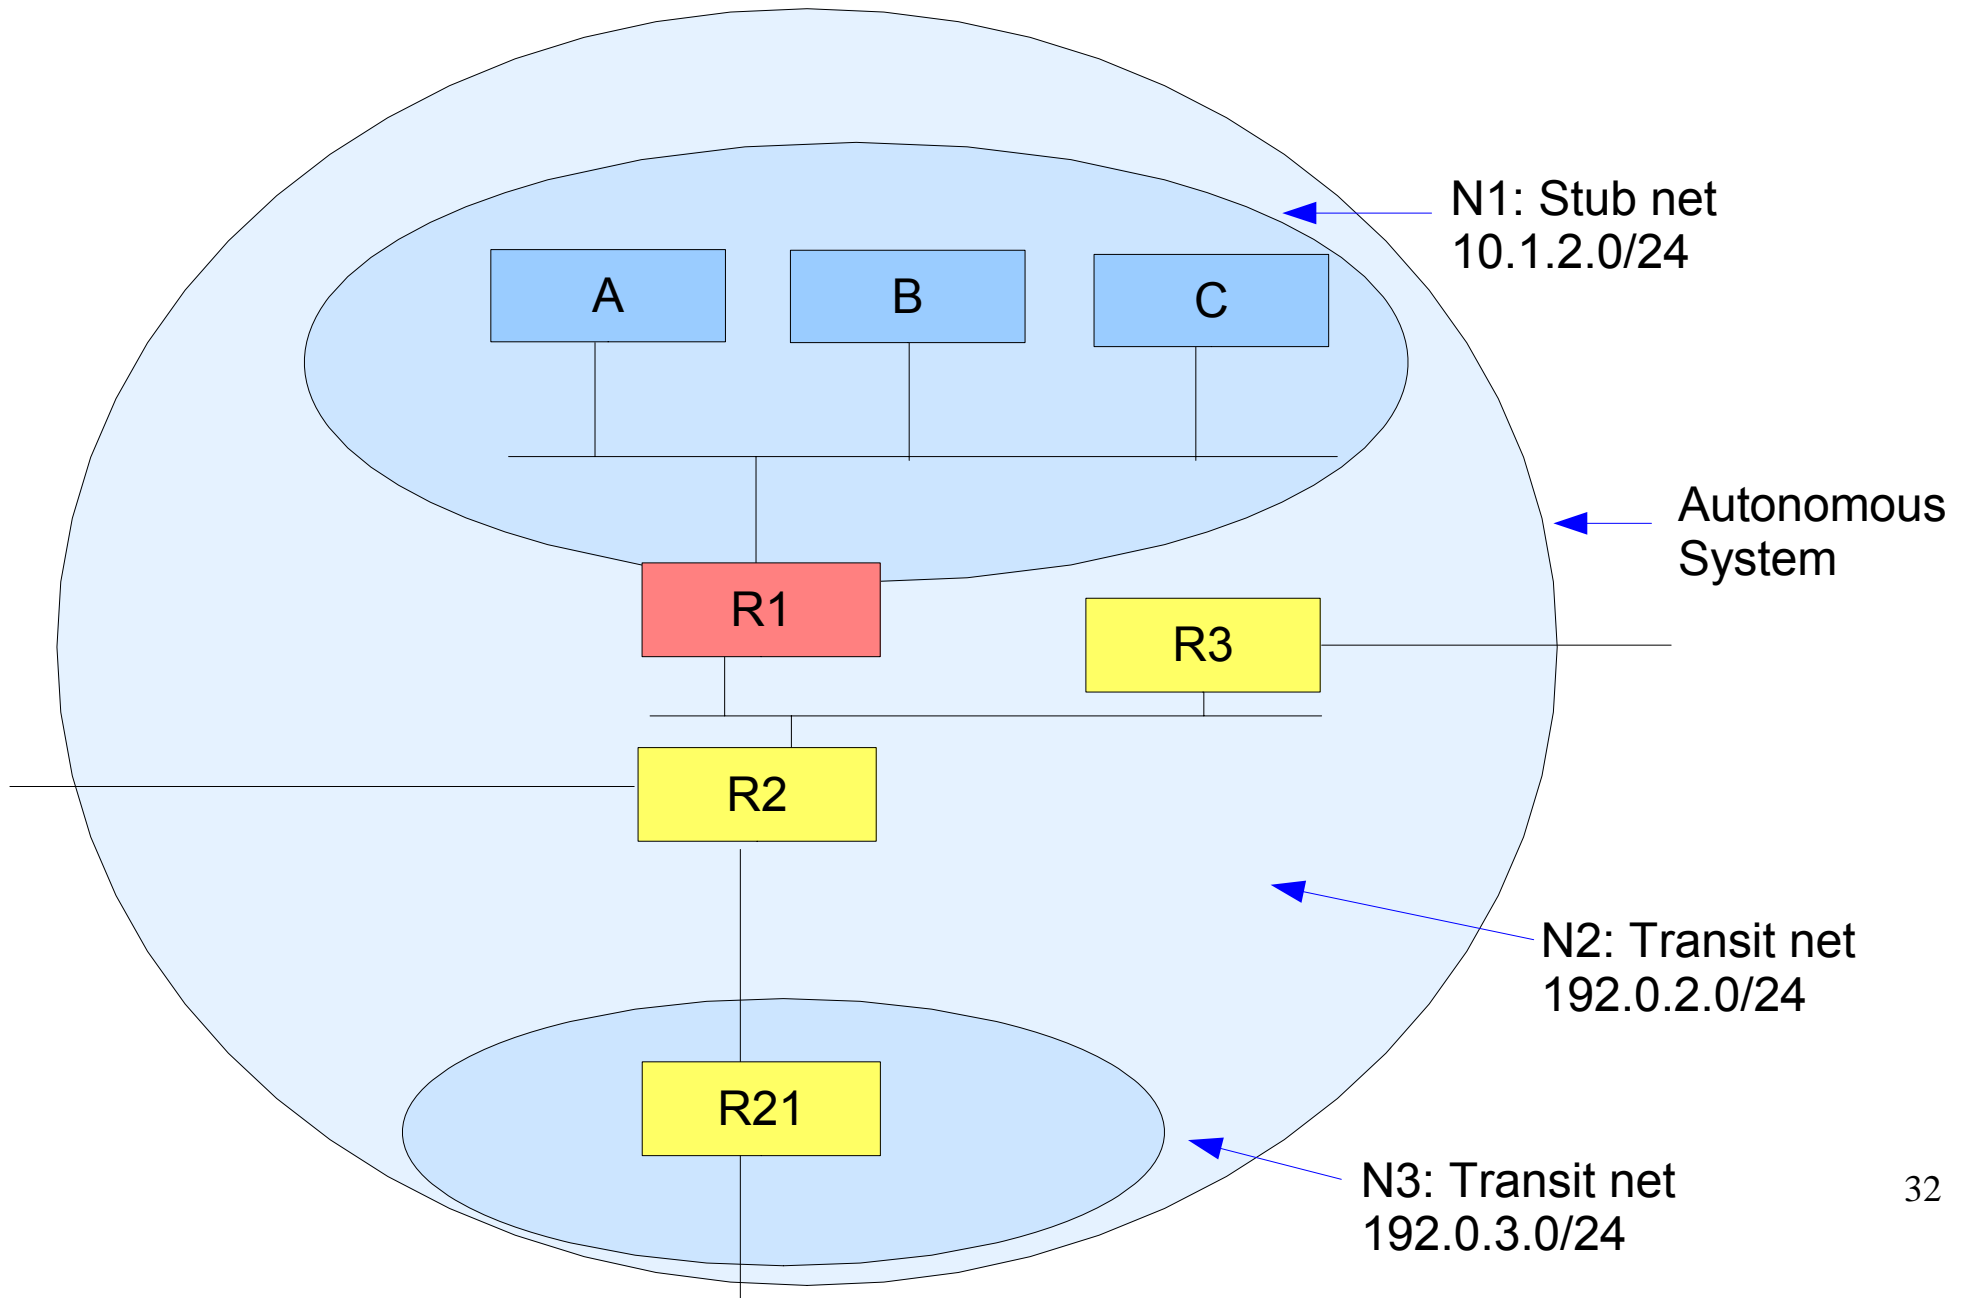 N1: Stub net
10.1.2.0/24
A
B
C
Autonomous
System
R1
R3
R2
N2: Transit net
192.0.2.0/24
R21
N3: Transit net
192.0.3.0/24
32